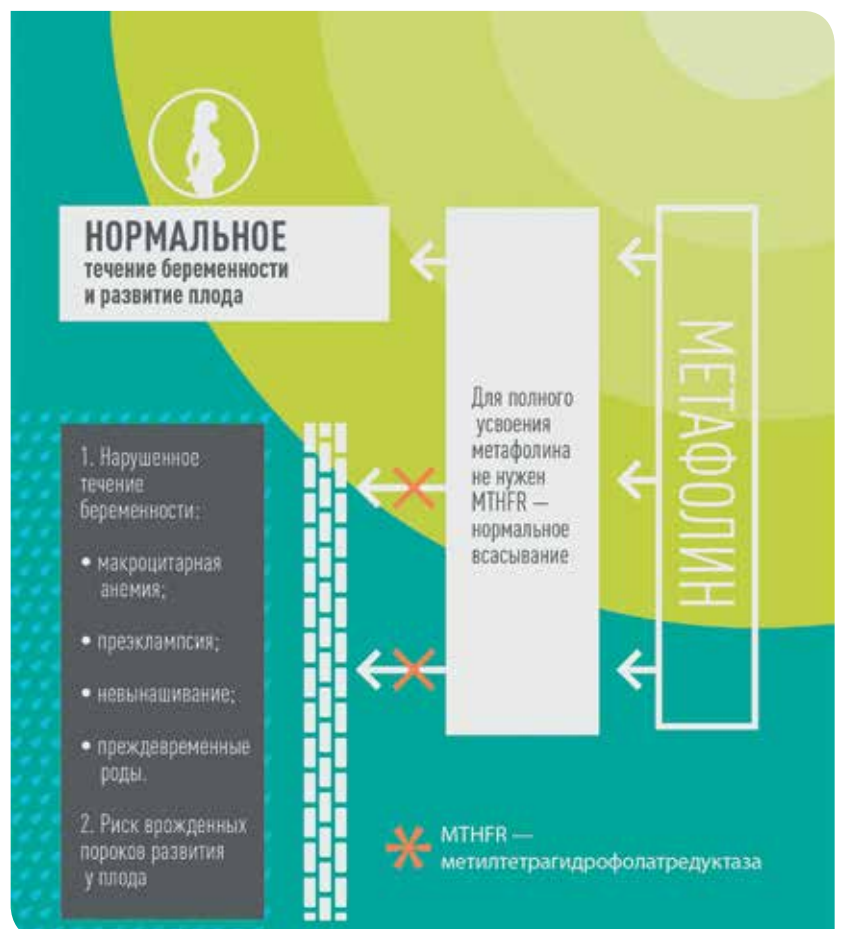 НОРМАЛЬНОЕ
течение беременности
и развитие плода
Для полного
усвоения
метафолина
не нужен
MTHFR —
нормальное
всасывание
МЕТАФОЛИН
1. Нарушенное
течение
беременности:
• макроцитарная
анемия;
• преэклампсия;
• невынашивание;
• преждевременные
роды.
2. Риск врожденных
пороков развития
у плода
MTHFR —
метилтетрагидрофолатредуктаза